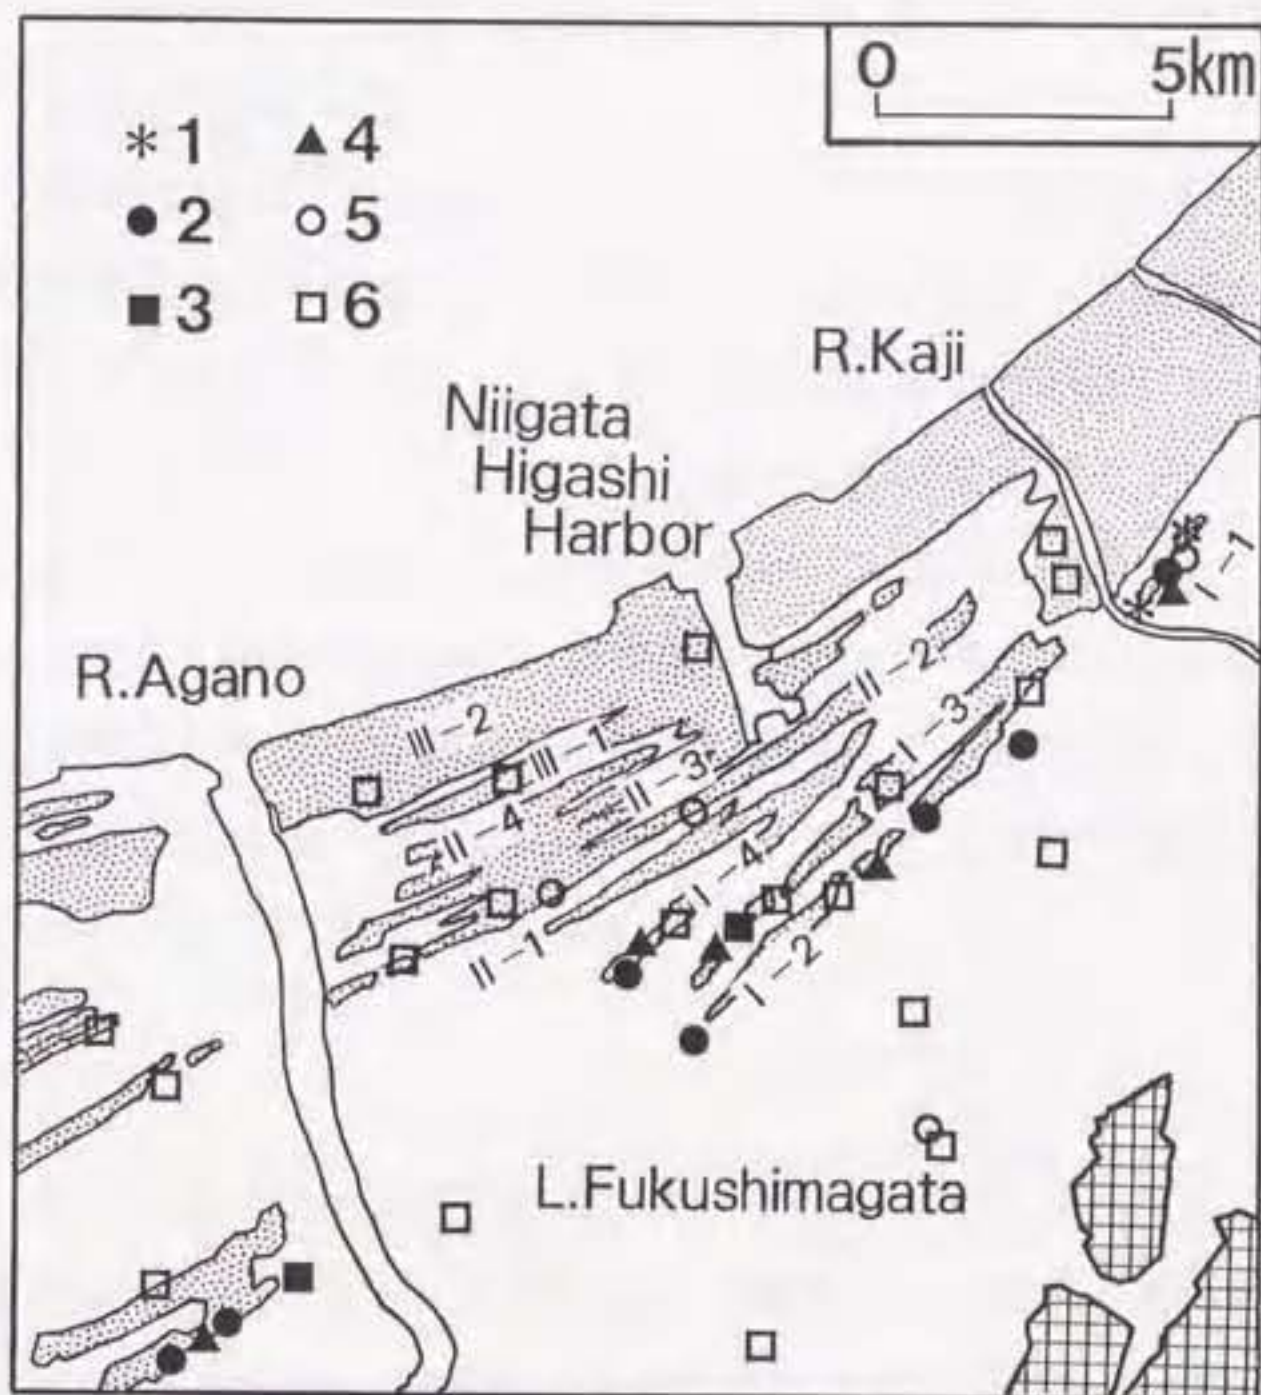 0 5km
* 1 ▲ 4
● 2 ○ 5
■ 3 □ 6
R.Kaji
Niigata
Higashi
Harbor
I-1
R.Agano
II-2
III-2
I-3
III-1
II-3
II-4
I-4
II-1
I-2
L.Fukushimagata